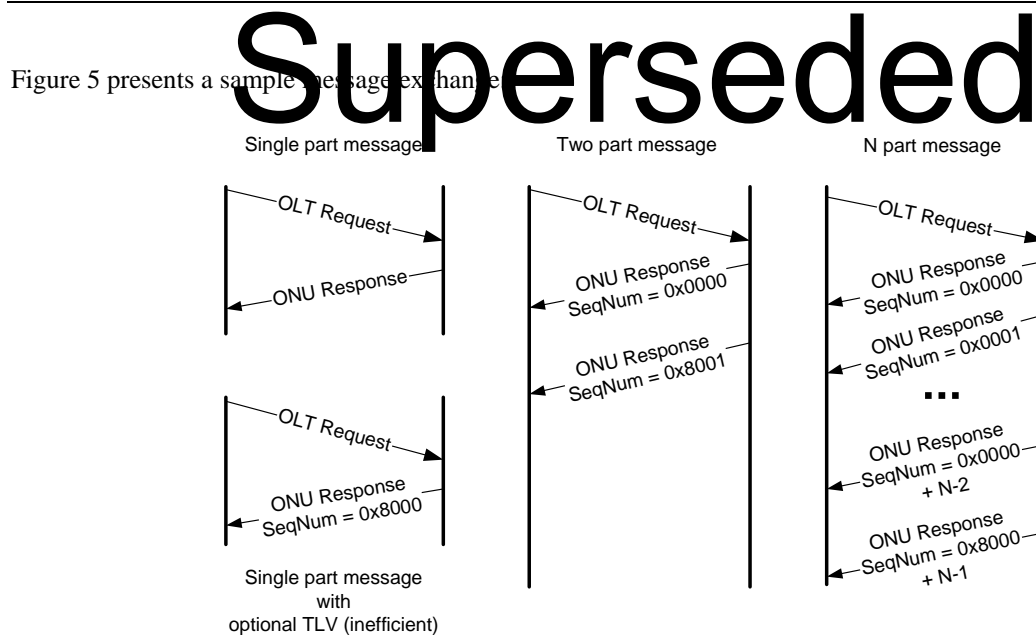 Superseded
Figure 5 presents a sample message exchange
Single part message
OLT Request
ONU Response
OLT Request
ONU Response
SeqNum = 0x8000
Single part message
with
optional TLV (inefficient)
Two part message
OLT Request
ONU Response
SeqNum = 0x0000
ONU Response
SeqNum = 0x8001
N part message
OLT Request
ONU Response
SeqNum = 0x0000
ONU Response
SeqNum = 0x0001
...
ONU Response
SeqNum = 0x0000
+ N-2
ONU Response
SeqNum = 0x8000
+ N-1